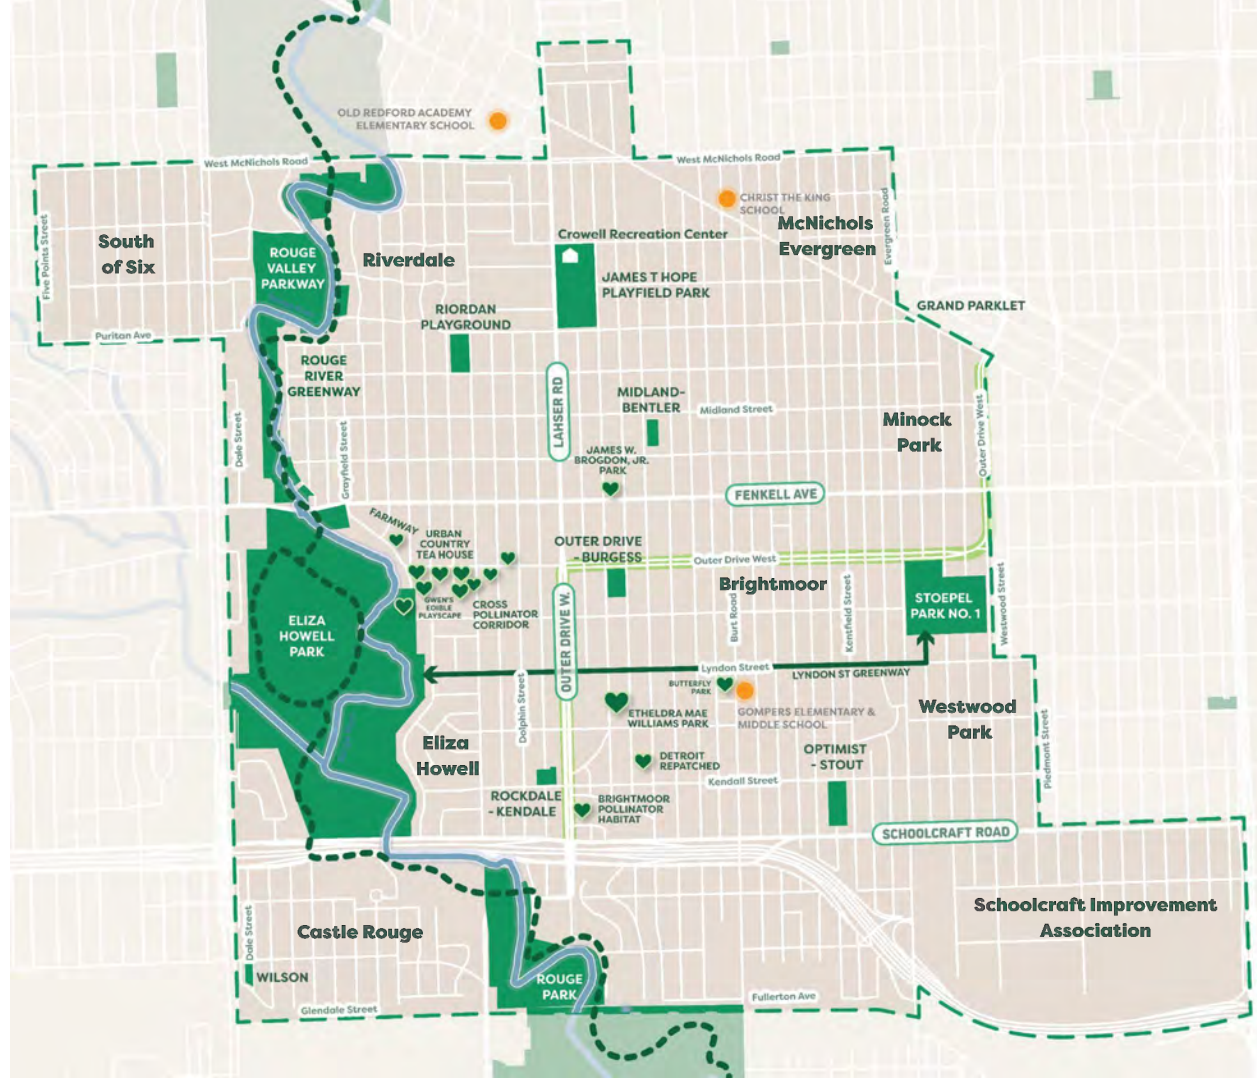 OLD REDFORD ACADEMY
ELEMENTARY SCHOOL
West McNichols Road
West McNichols Road
CHRIST THE KING
SCHOOL
McNichols
Evergreen
Evergreen Road
Five Points Street
South
of Six
ROUGE
VALLEY
PARKWAY
Riverdale
Crowell Recreation Center
JAMES T HOPE
PLAYFIELD PARK
RIORDAN
PLAYGROUND
GRAND PARKLET
Puritan Ave
ROUGE
RIVER
GREENWAY
LAHSER RD
MIDLAND-
BENTLER
Midland Street
Minock
Park
Outer Drive West
Dale Street
Grayfield Street
JAMES W.
BROGDON, JR.
PARK
FENKELL AVE
FARMWAY
URBAN
COUNTRY
TEA HOUSE
OUTER DRIVE
- BURGESS
Outer Drive West
Brightmoor
GWEN'S
EDIBLE
PLAYSCAPE
CROSS
POLLINATOR
CORRIDOR
OUTER DRIVE W.
Burt Road
Kentfield Street
STOEPEL
PARK NO. 1
Westwood Street
ELIZA
HOWELL
PARK
Lyndon Street
LYNDON ST GREENWAY
BUTTERFLY
PARK
Dolphin Street
ETHELDRA MAE
WILLIAMS PARK
GOMPERS ELEMENTARY &
MIDDLE SCHOOL
Westwood
Park
Piedmont Street
Eliza
Howell
DETROIT
REPATCHED
OPTIMIST
- STOUT
Kendall Street
ROCKDALE
- KENDALE
BRIGHTMOOR
POLLINATOR
HABITAT
SCHOOLCRAFT ROAD
Schoolcraft Improvement
Association
Castle Rouge
Dale Street
WILSON
ROUGE
PARK
Glendale Street
Fullerton Ave